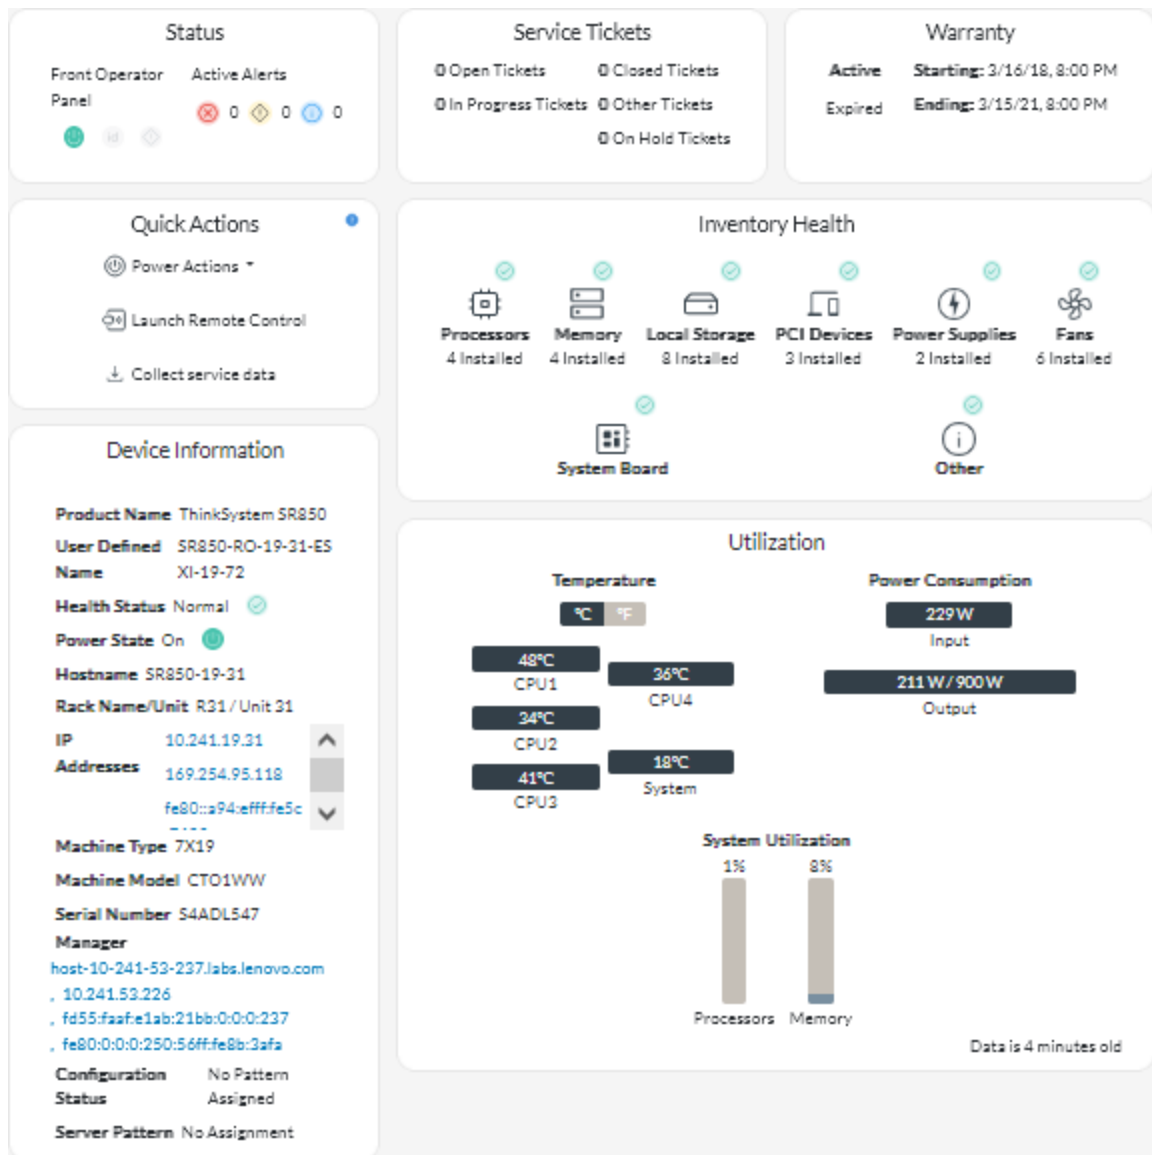 Status
Front Operator Panel
Active Alerts
0 0 0
Service Tickets
0 Open Tickets
0 Closed Tickets
0 In Progress Tickets
0 Other Tickets
0 On Hold Tickets
Warranty
Active
Starting: 3/16/18, 8:00 PM
Expired
Ending: 3/15/21, 8:00 PM
Quick Actions
Power Actions
Launch Remote Control
Collect service data
Inventory Health
Processors
4 Installed
Memory
4 Installed
Local Storage
8 Installed
PCI Devices
3 Installed
Power Supplies
2 Installed
Fans
6 Installed
System Board
Other
Device Information
Product Name ThinkSystem SR850
User Defined Name SR850-RO-19-31-ES
XI-19-72
Health Status Normal
Power State On
Hostname SR850-19-31
Rack Name/Unit R31 / Unit 31
IP Addresses 10.241.19.31
169.254.95.118
fe80::a94:efff:fe5c
Machine Type 7X19
Machine Model CTO1WW
Serial Number S4ADL547
Manager
host-10-241-53-237.labs.lenovo.com
, 10.241.53.226
, fd55:faaf:e1ab:21bb:0:0:0:237
, fe80:0:0:0:250:56ff:fe8b:3afa
Configuration Status No Pattern Assigned
Server Pattern No Assignment
Utilization
Temperature
°C °F
48°C
CPU1
34°C
CPU2
41°C
CPU3
36°C
CPU4
18°C
System
Power Consumption
229 W
Input
211 W / 900 W
Output
System Utilization
1% 8%
Processors Memory
Data is 4 minutes old